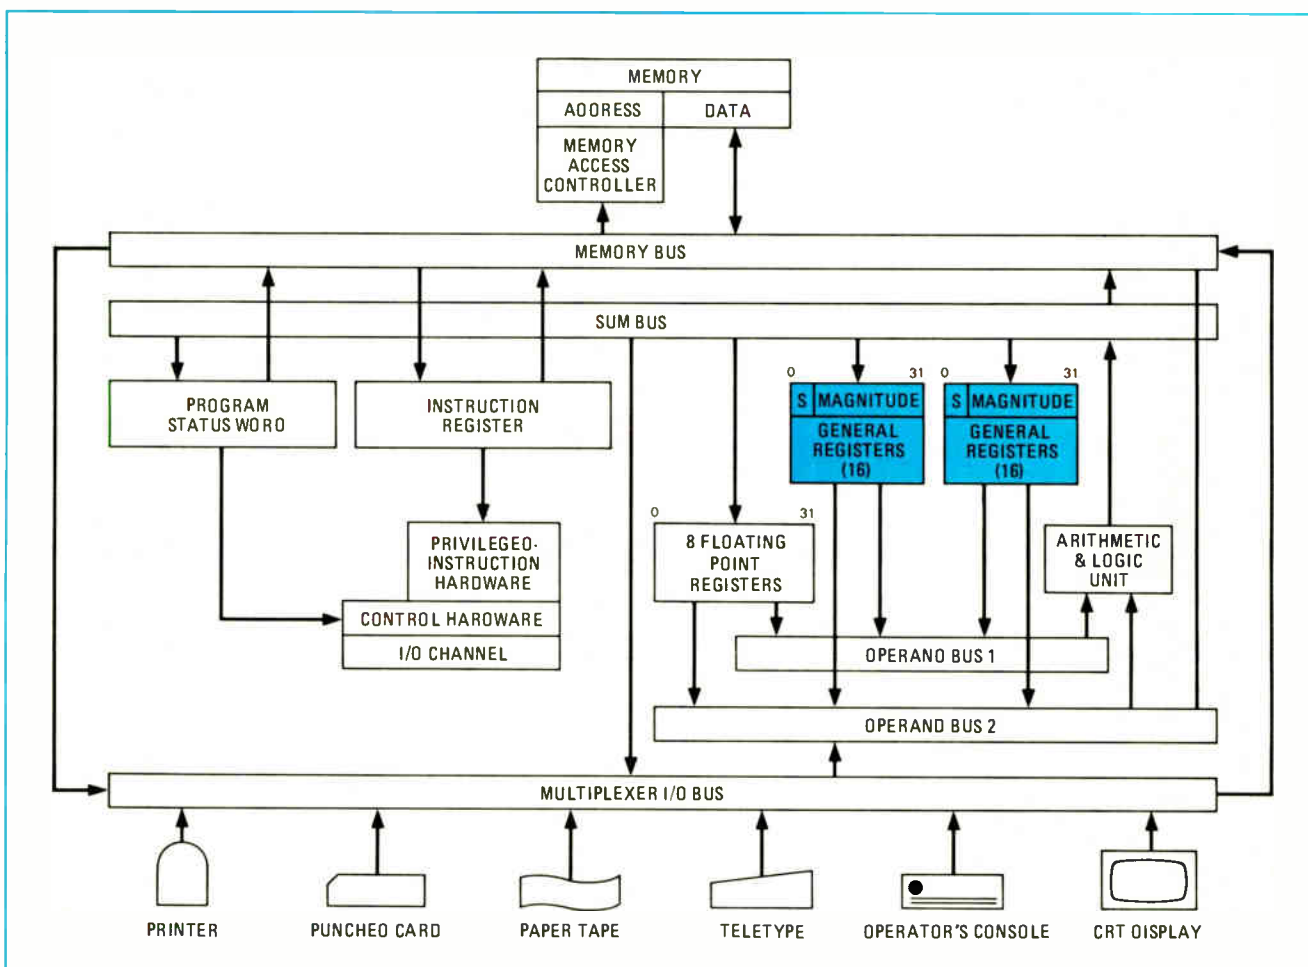 MEMORY
AOORESS
DATA
MEMORY
ACCESS
CONTROLLER
MEMORY BUS
SUM BUS
0 31
0 31
PROGRAM
STATUS WORO
INSTRUCTION
REGISTER
S MAGNITUDE
GENERAL
REGISTERS
(16)
S MAGNITUDE
GENERAL
REGISTERS
(16)
0 31
PRIVILEGEO-
INSTRUCTION
HARDWARE
CONTROL HARDWARE
I/O CHANNEL
8 FLOATING
POINT
REGISTERS
ARITHMETIC
& LOGIC
UNIT
OPERANO BUS 1
OPERAND BUS 2
MULTIPLEXER I/O BUS
PRINTER
PUNCHEO CARD
PAPER TAPE
TELETYPE
OPERATOR'S CONSOLE
CRT OISPLAY